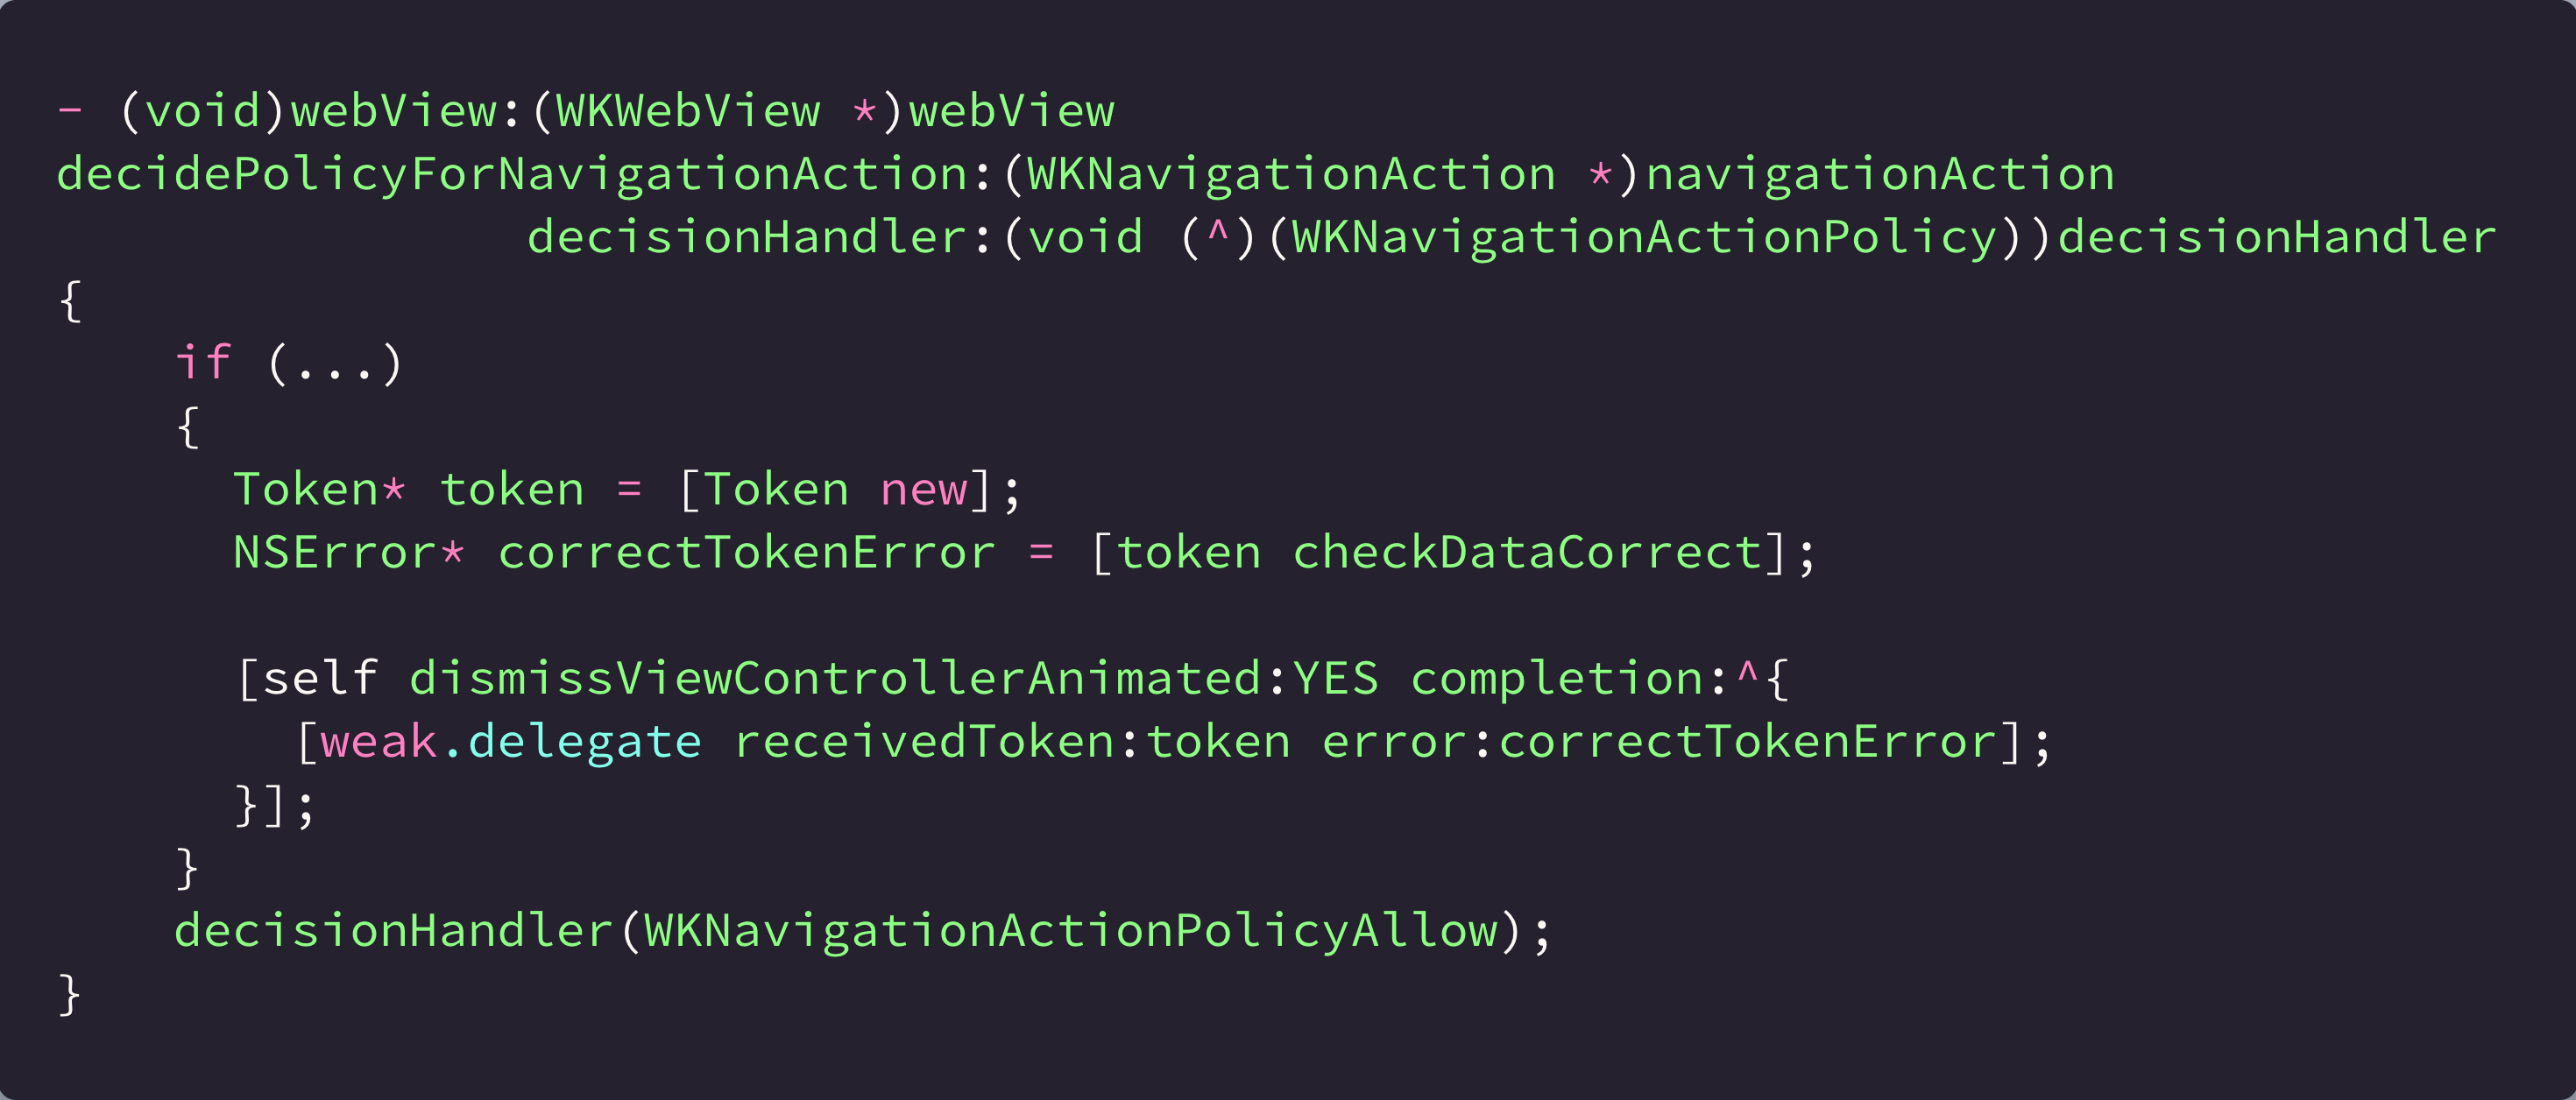 - (void)webView:(WKWebView *)webView
decidePolicyForNavigationAction:(WKNavigationAction *)navigationAction
                decisionHandler:(void (^)(WKNavigationActionPolicy))decisionHandler
{
    if (...)
    {
      Token* token = [Token new];
      NSError* correctTokenError = [token checkDataCorrect];

      [self dismissViewControllerAnimated:YES completion:^{
        [weak.delegate receivedToken:token error:correctTokenError];
      }];
    }
    decisionHandler(WKNavigationActionPolicyAllow);
}